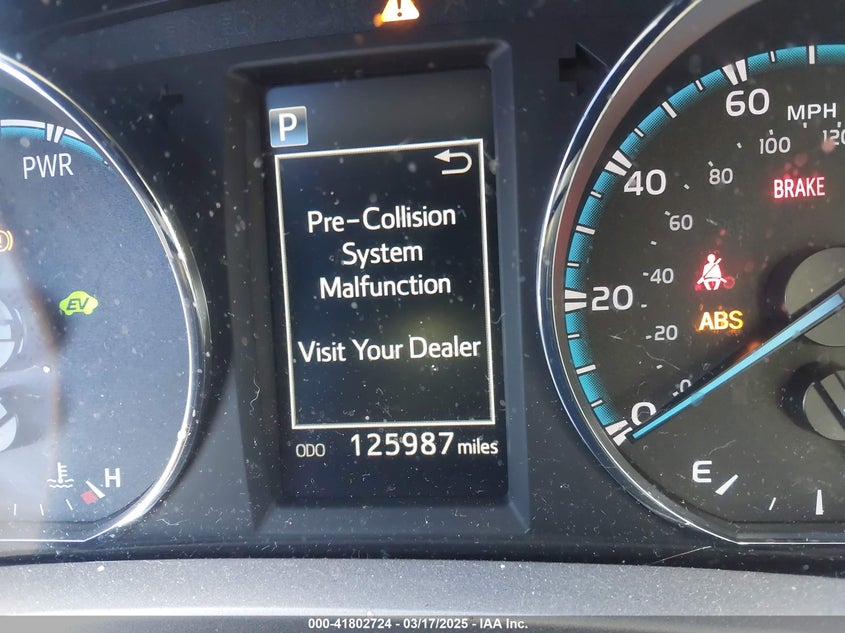 P
Pre-Collision
System
Malfunction
Visit Your Dealer
ODO 125987 miles
PWR
EV
H
60
MPH
40
80
100
120
BRAKE
60
40
20
ABS
20
0
0
E
000-41802724 - 03/17/2025 - IAA Inc.